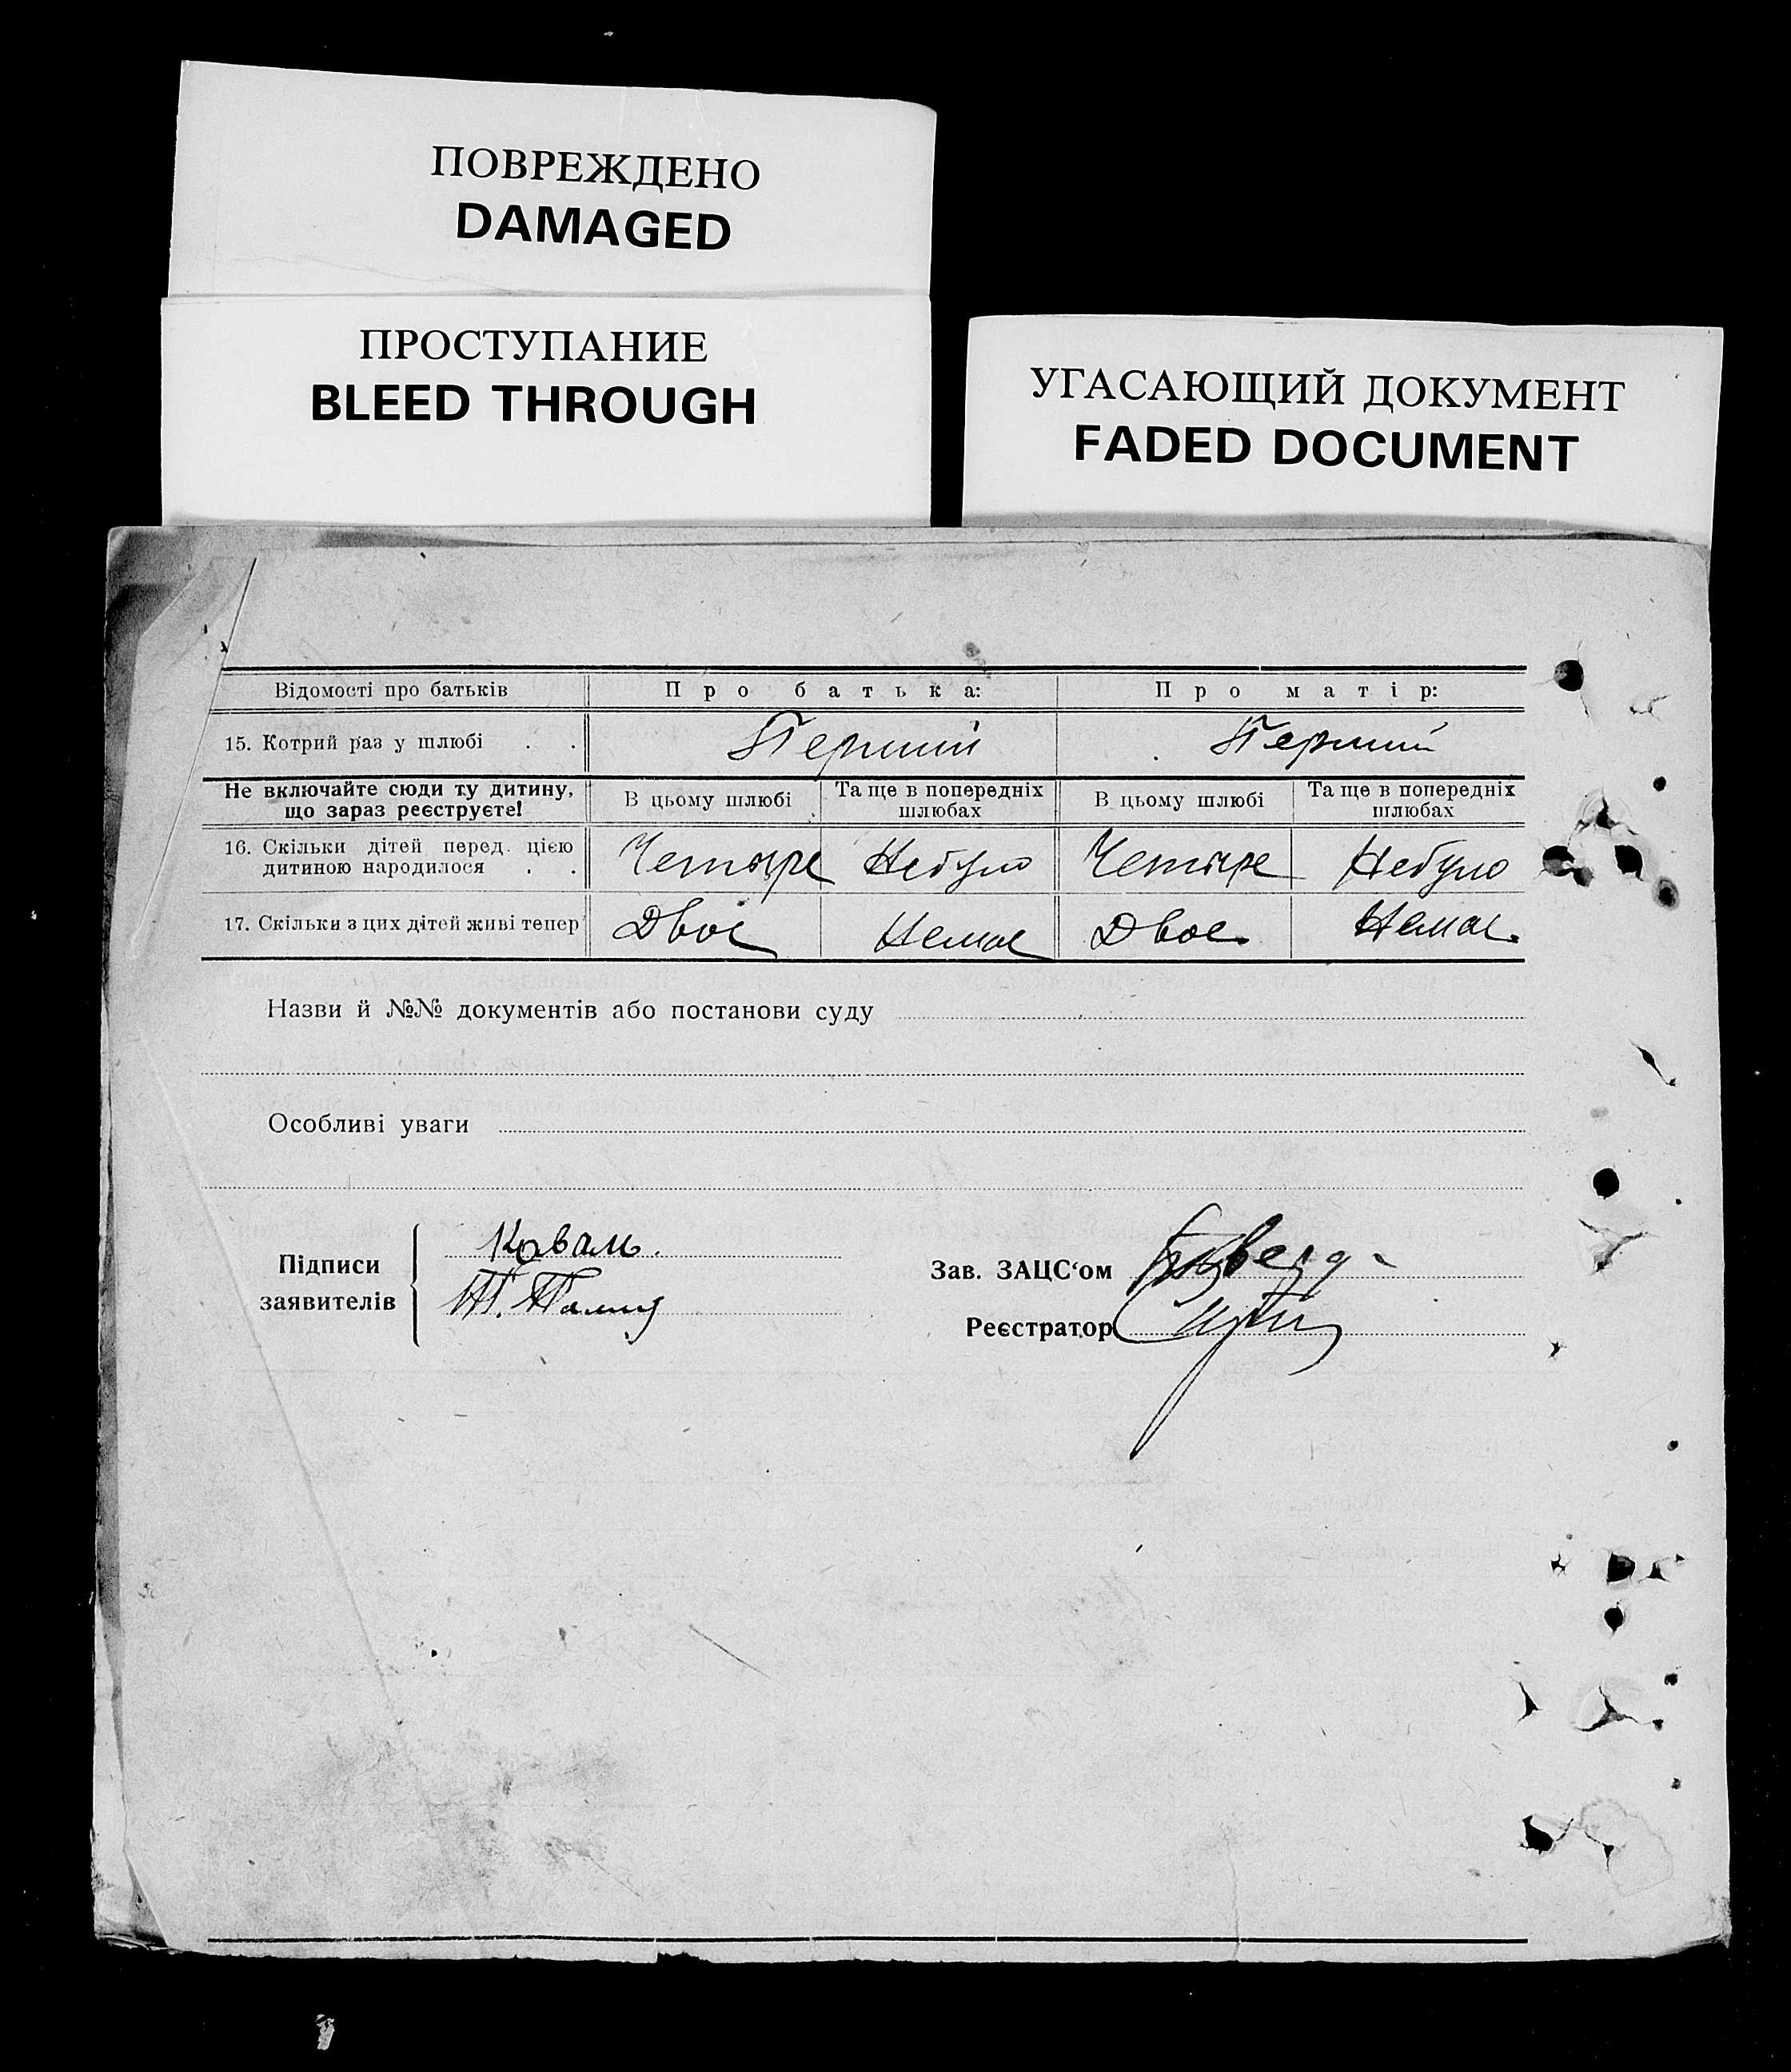 ПОВРЕЖДЕНО
DAMAGED
ПРОСТУПАНИЕ
BLEED THROUGH
УГАСАЮЩИЙ ДОКУМЕНТ
FADED DOCUMENT
Відомості про батьків Про батька: Про матір:
15. Котрий раз у шлюбі . . Перший Перший
Не включайте сюди ту дитину,
що зараз реєструєте!
В цьому шлюбі
Та ще в попередніх
шлюбах
В цьому шлюбі
Та ще в попередніх
шлюбах
16. Скільки дітей перед цією
дитиною народилося . .
Четыре Небуло Четыре Небуло
17. Скільки з цих дітей живі тепер Двоє Немає Двоє Немає
Назви й №№ документів або постанови суду
Особливі уваги
Підписи
заявителів
Коваль.
Зав. ЗАЦС'ом
Реєстратор